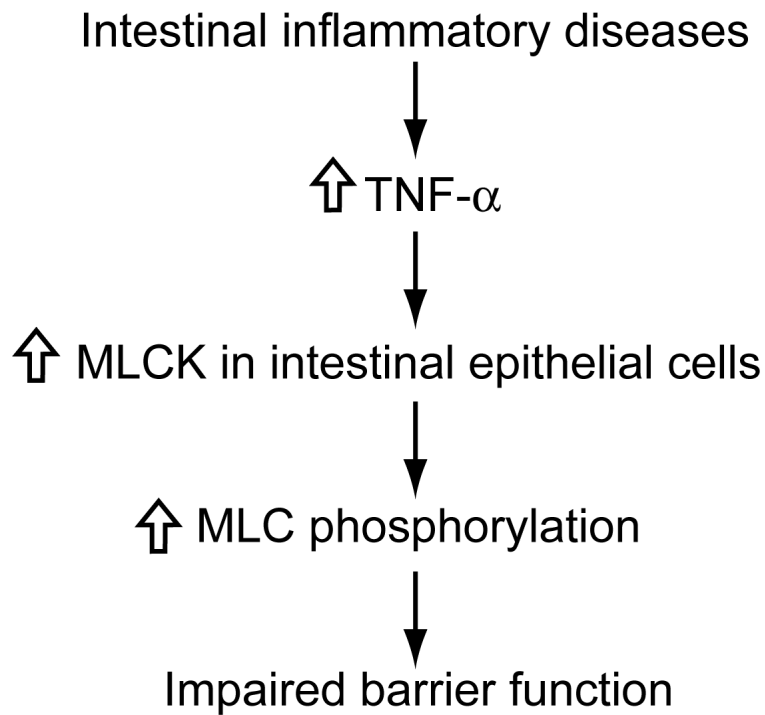 Intestinal inflammatory diseases
TNF-α
MLCK in intestinal epithelial cells
MLC phosphorylation
Impaired barrier function